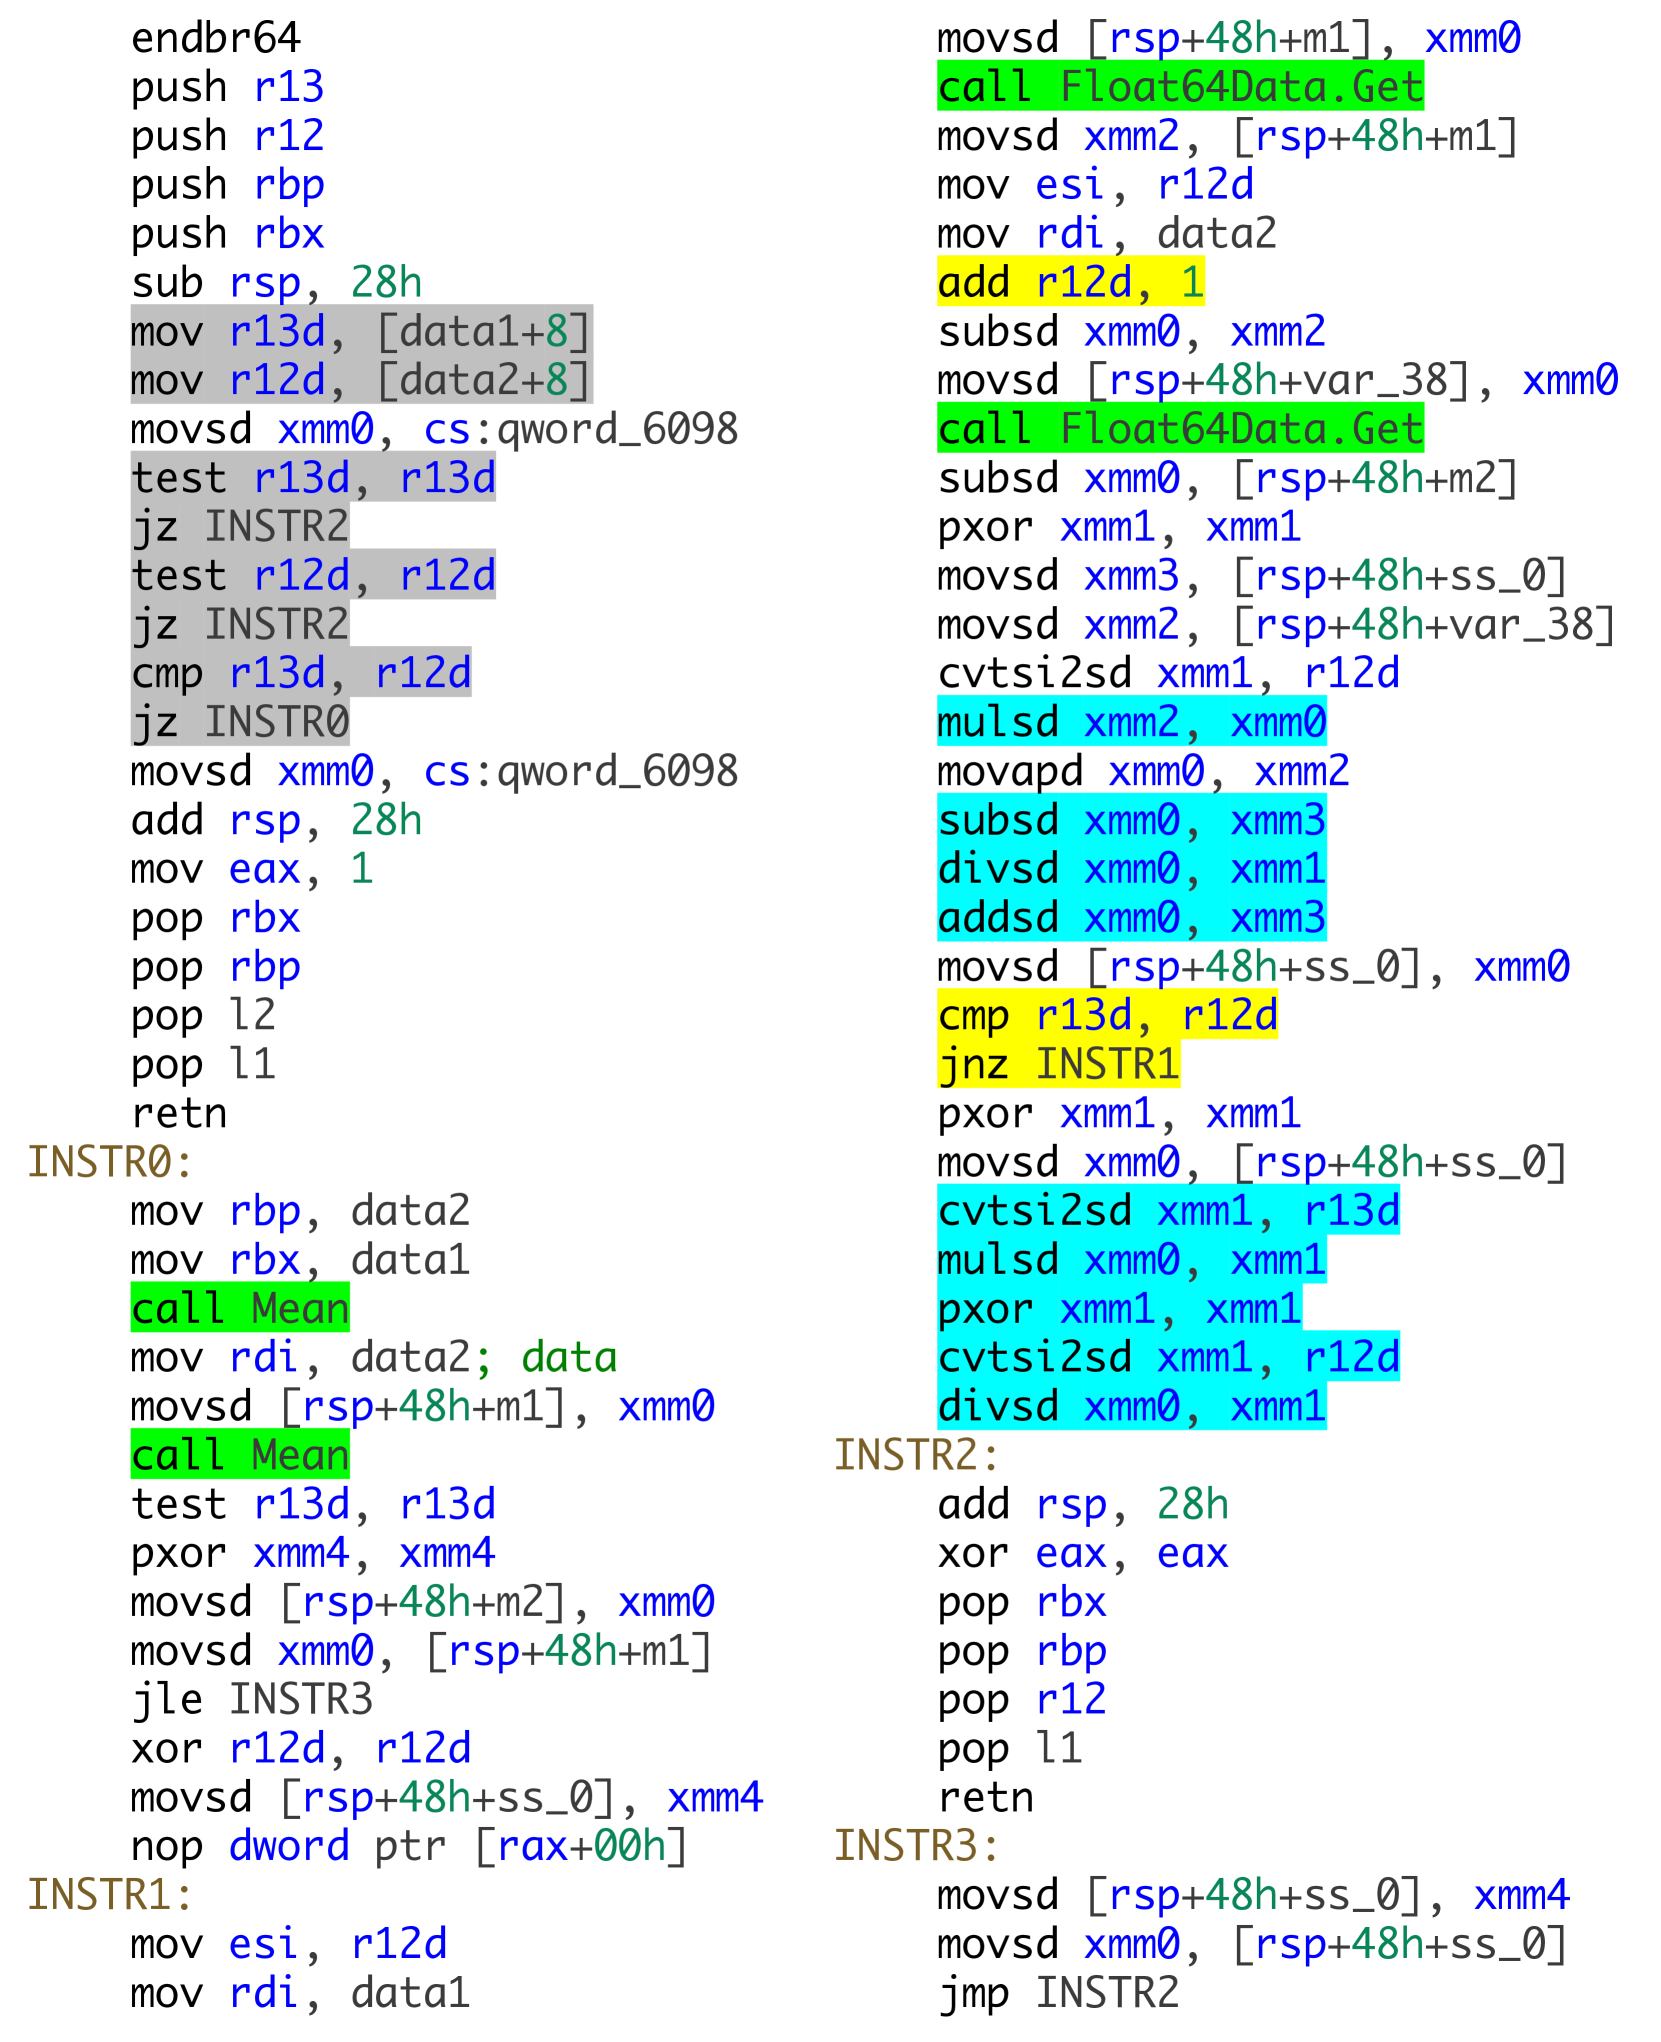 endbr64
push r13
push r12
push rbp
push rbx
sub rsp, 28h
mov r13d, [data1+8]
mov r12d, [data2+8]
movsd xmm0, cs:qword_6098
test r13d, r13d
jz INSTR2
test r12d, r12d
jz INSTR2
cmp r13d, r12d
jz INSTR0
movsd xmm0, cs:qword_6098
add rsp, 28h
mov eax, 1
pop rbx
pop rbp
pop l2
pop l1
retn
INSTR0:
mov rbp, data2
mov rbx, data1
call Mean
mov rdi, data2; data
movsd [rsp+48h+m1], xmm0
call Mean
test r13d, r13d
pxor xmm4, xmm4
movsd [rsp+48h+m2], xmm0
movsd xmm0, [rsp+48h+m1]
jle INSTR3
xor r12d, r12d
movsd [rsp+48h+ss_0], xmm4
nop dword ptr [rax+00h]
INSTR1:
mov esi, r12d
mov rdi, data1
movsd [rsp+48h+m1], xmm0
call Float64Data.Get
movsd xmm2, [rsp+48h+m1]
mov esi, r12d
mov rdi, data2
add r12d, 1
subsd xmm0, xmm2
movsd [rsp+48h+var_38], xmm0
call Float64Data.Get
subsd xmm0, [rsp+48h+m2]
pxor xmm1, xmm1
movsd xmm3, [rsp+48h+ss_0]
movsd xmm2, [rsp+48h+var_38]
cvtsi2sd xmm1, r12d
mulsd xmm2, xmm0
movapd xmm0, xmm2
subsd xmm0, xmm3
divsd xmm0, xmm1
addsd xmm0, xmm3
movsd [rsp+48h+ss_0], xmm0
cmp r13d, r12d
jnz INSTR1
pxor xmm1, xmm1
movsd xmm0, [rsp+48h+ss_0]
cvtsi2sd xmm1, r13d
mulsd xmm0, xmm1
pxor xmm1, xmm1
cvtsi2sd xmm1, r12d
divsd xmm0, xmm1
INSTR2:
add rsp, 28h
xor eax, eax
pop rbx
pop rbp
pop r12
pop l1
retn
INSTR3:
movsd [rsp+48h+ss_0], xmm4
movsd xmm0, [rsp+48h+ss_0]
jmp INSTR2